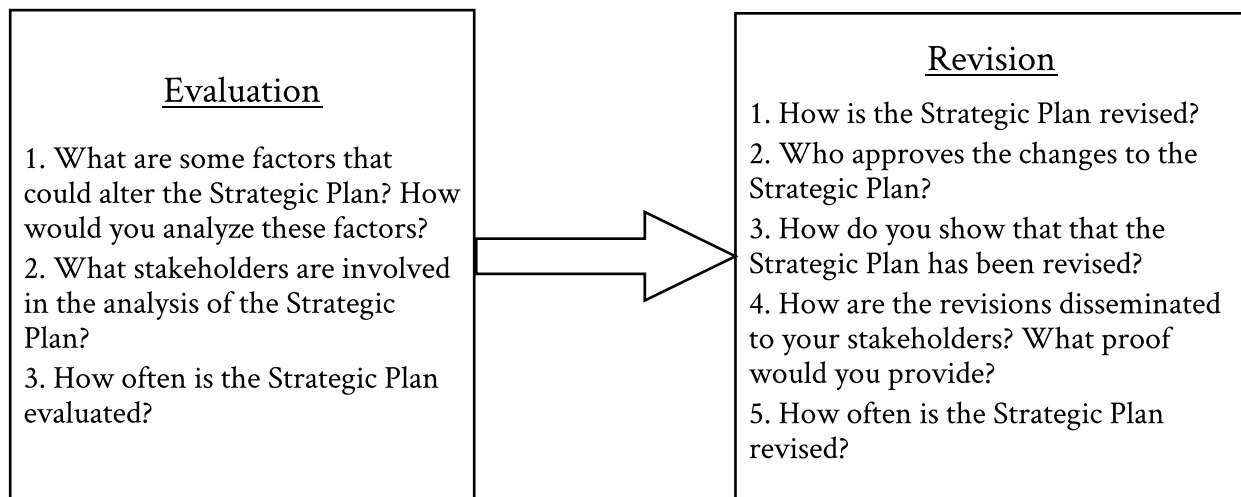 Evaluation
1. What are some factors that
could alter the Strategic Plan? How
would you analyze these factors?
2. What stakeholders are involved
in the analysis of the Strategic
Plan?
3. How often is the Strategic Plan
evaluated?
Revision
1. How is the Strategic Plan revised?
2. Who approves the changes to the
Strategic Plan?
3. How do you show that that the
Strategic Plan has been revised?
4. How are the revisions disseminated
to your stakeholders? What proof
would you provide?
5. How often is the Strategic Plan
revised?